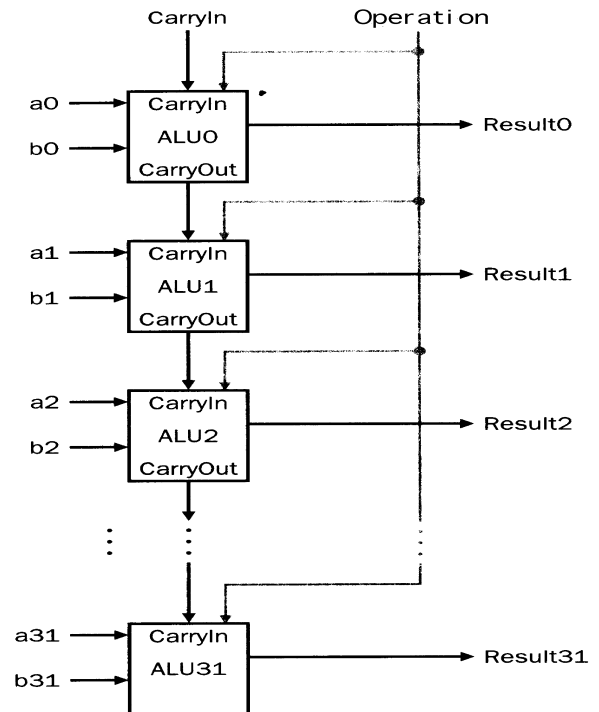 CarryIn Operation
a0 CarryIn
ALU0 Result0
b0
CarryOut
a1 CarryIn
ALU1 Result1
b1
CarryOut
a2 CarryIn
ALU2 Result2
b2
CarryOut
a31 CarryIn
ALU31 Result31
b31